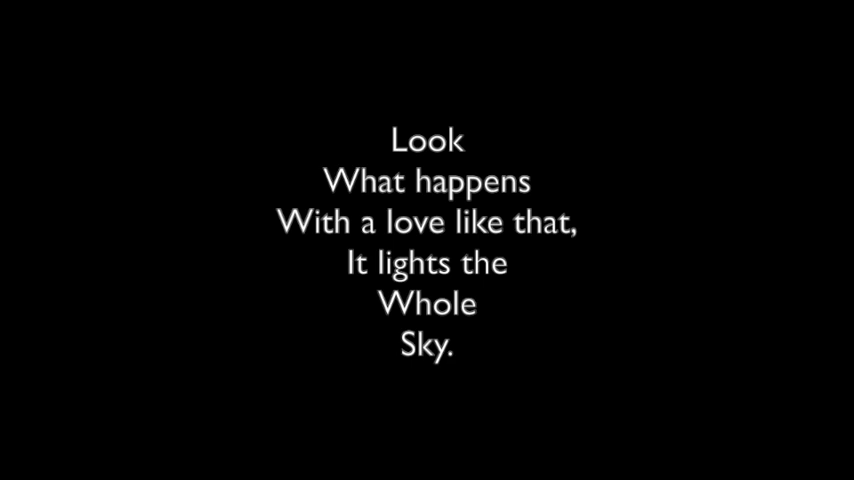 Look
What happens
With a love like that,
It lights the
Whole
Sky.